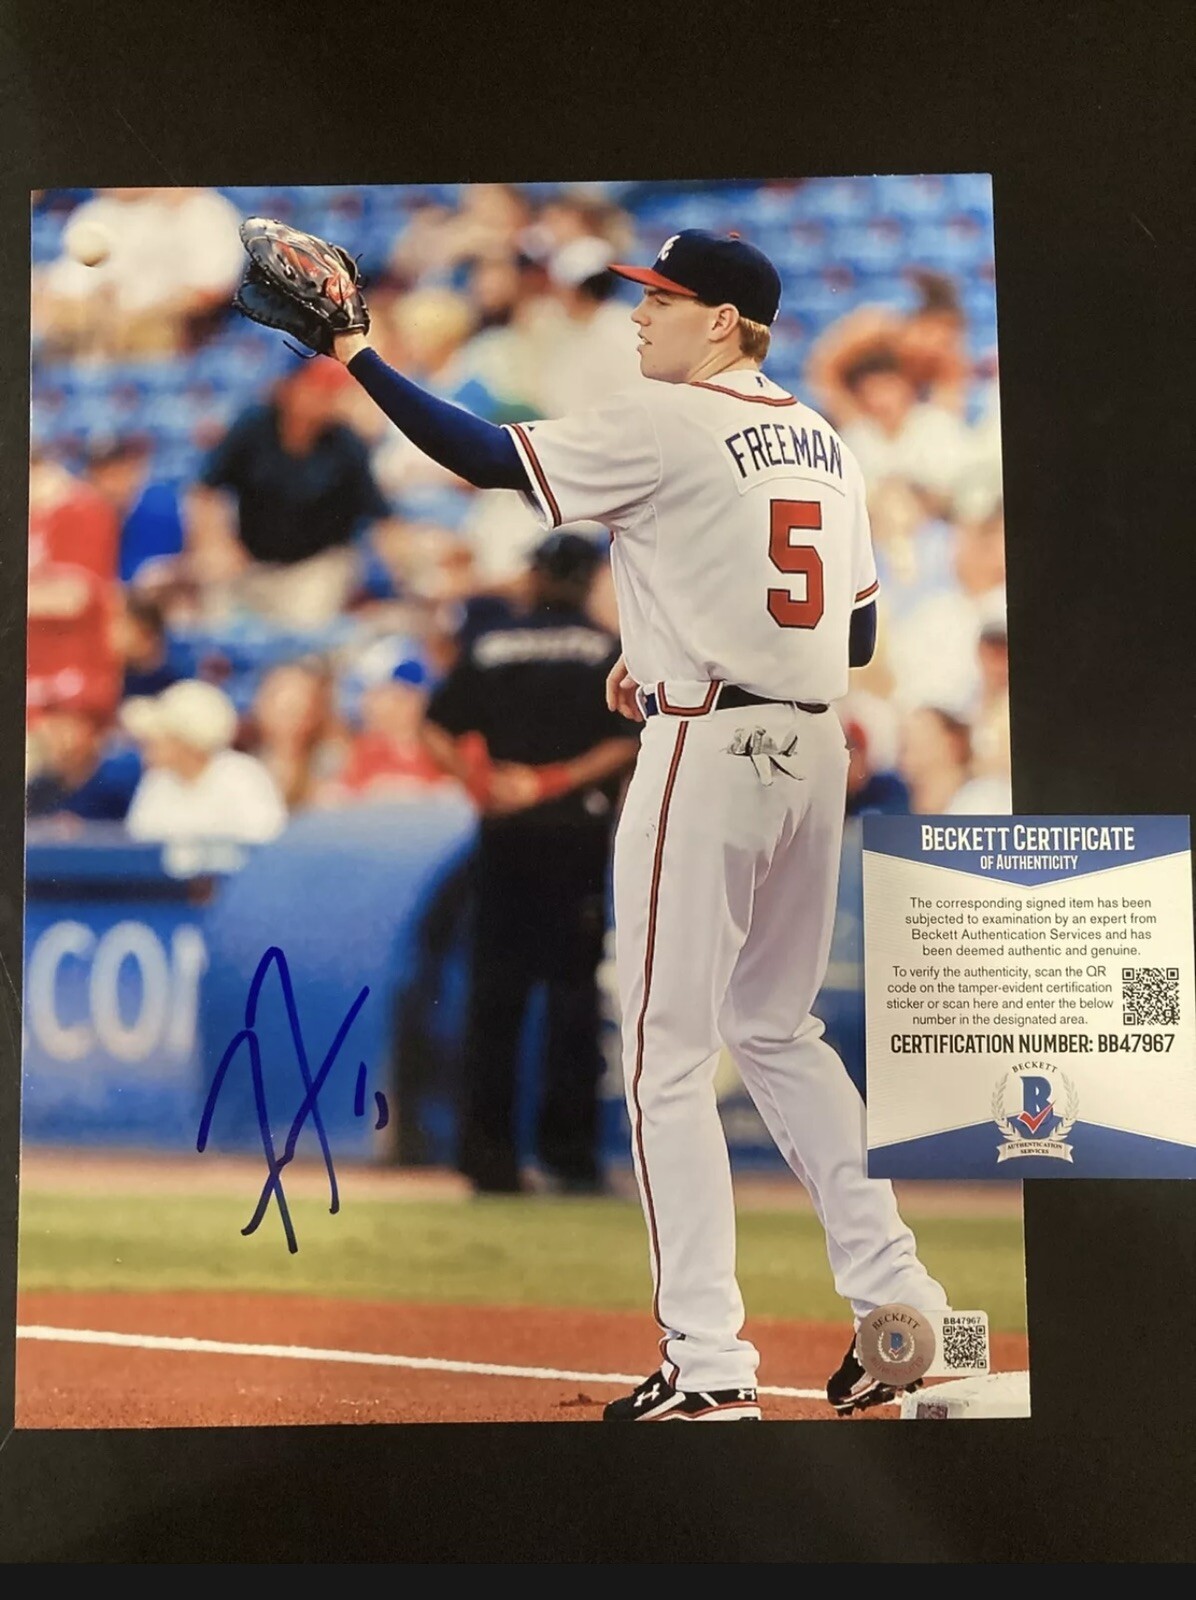 FREEMAN
5
COM
BECKETT CERTIFICATE
OF AUTHENTICITY
The corresponding signed item has been
subjected to examination by an expert from
Beckett Authentication Services and has
been deemed authentic and genuine.
To verify the authenticity, scan the QR
code on the tamper-evident certification
sticker or scan here and enter the below
number in the designated area.
CERTIFICATION NUMBER: BB47967
BECKETT
B
AUTHENTICATION
SERVICES
BECKETT
B
BB47967